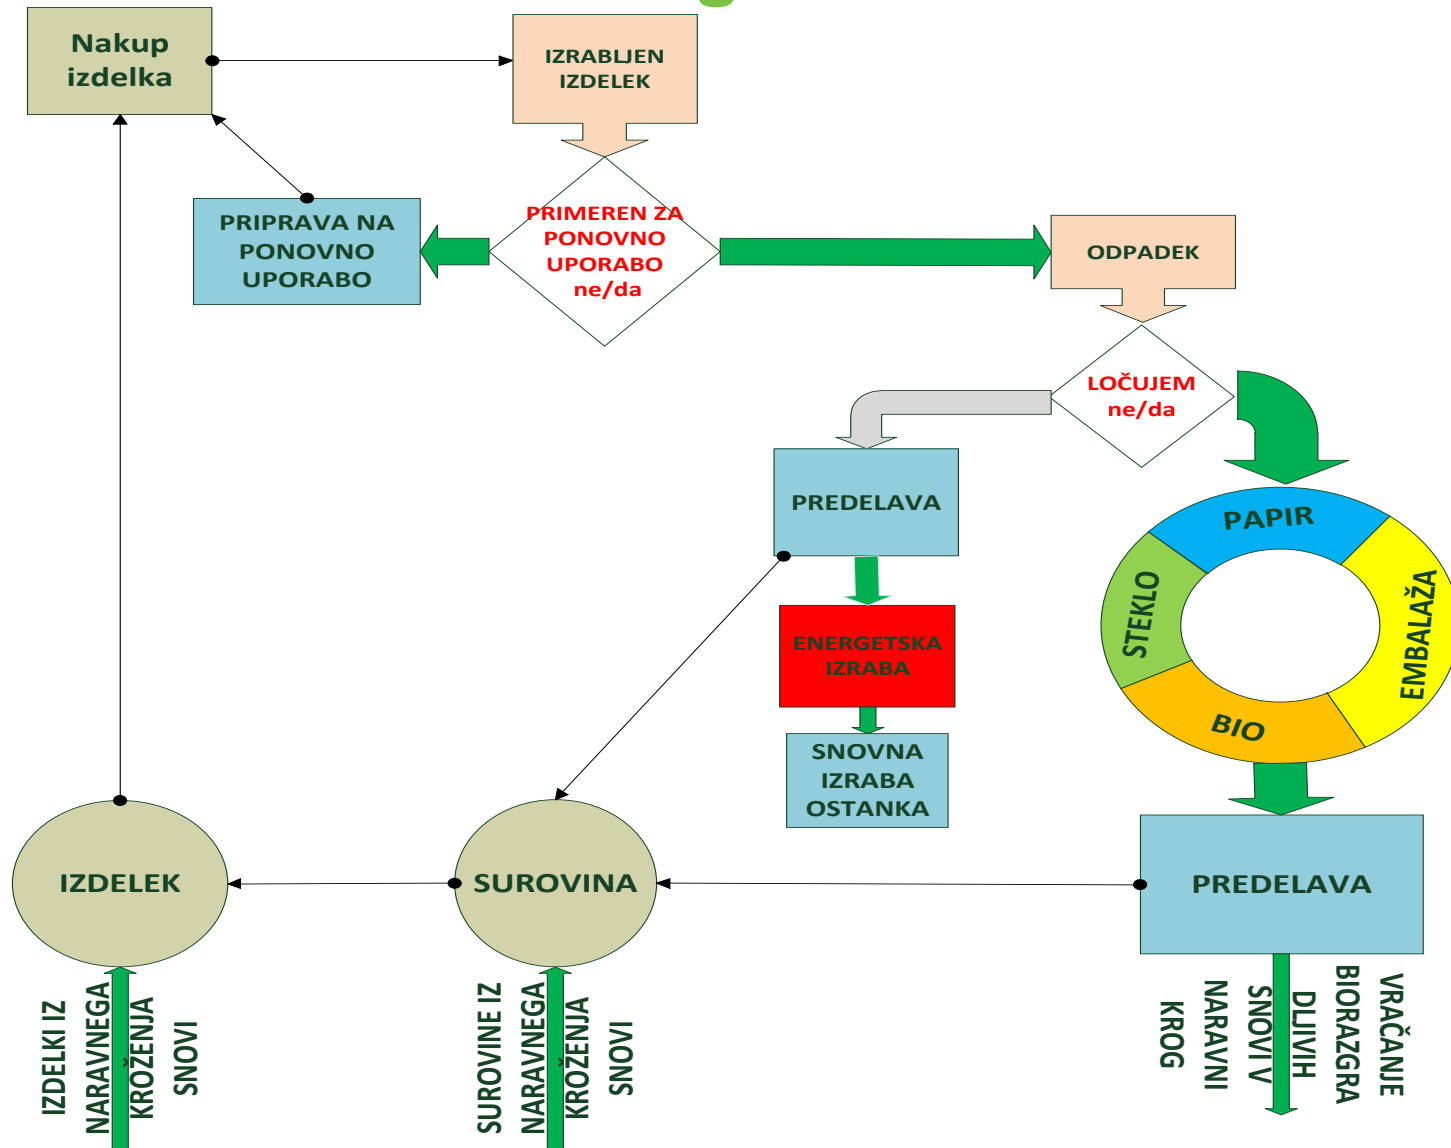 Nakup
izdelka
IZRABLJEN
IZDELEK
PRIPRAVA NA
PONOVNO
UPORABO
PRIMEREN ZA
PONOVNO
UPORABO
ne/da
ODPADEK
LOČUJEM
ne/da
PREDELAVA
PAPIR
STEKLO
EMBALAŽA
BIO
ENERGETSKA
IZRABA
SNOVNA
IZRABA
OSTANKA
IZDELEK
SUROVINA
PREDELAVA
IZDELKI IZ
NARAVNEGA
KROŽENJA
SNOVI
SUROVINE IZ
NARAVNEGA
KROŽENJA
SNOVI
VRAČANJE
BIORAZGRA
DLJIVIH
SNOVI V
NARAVNI
KROG